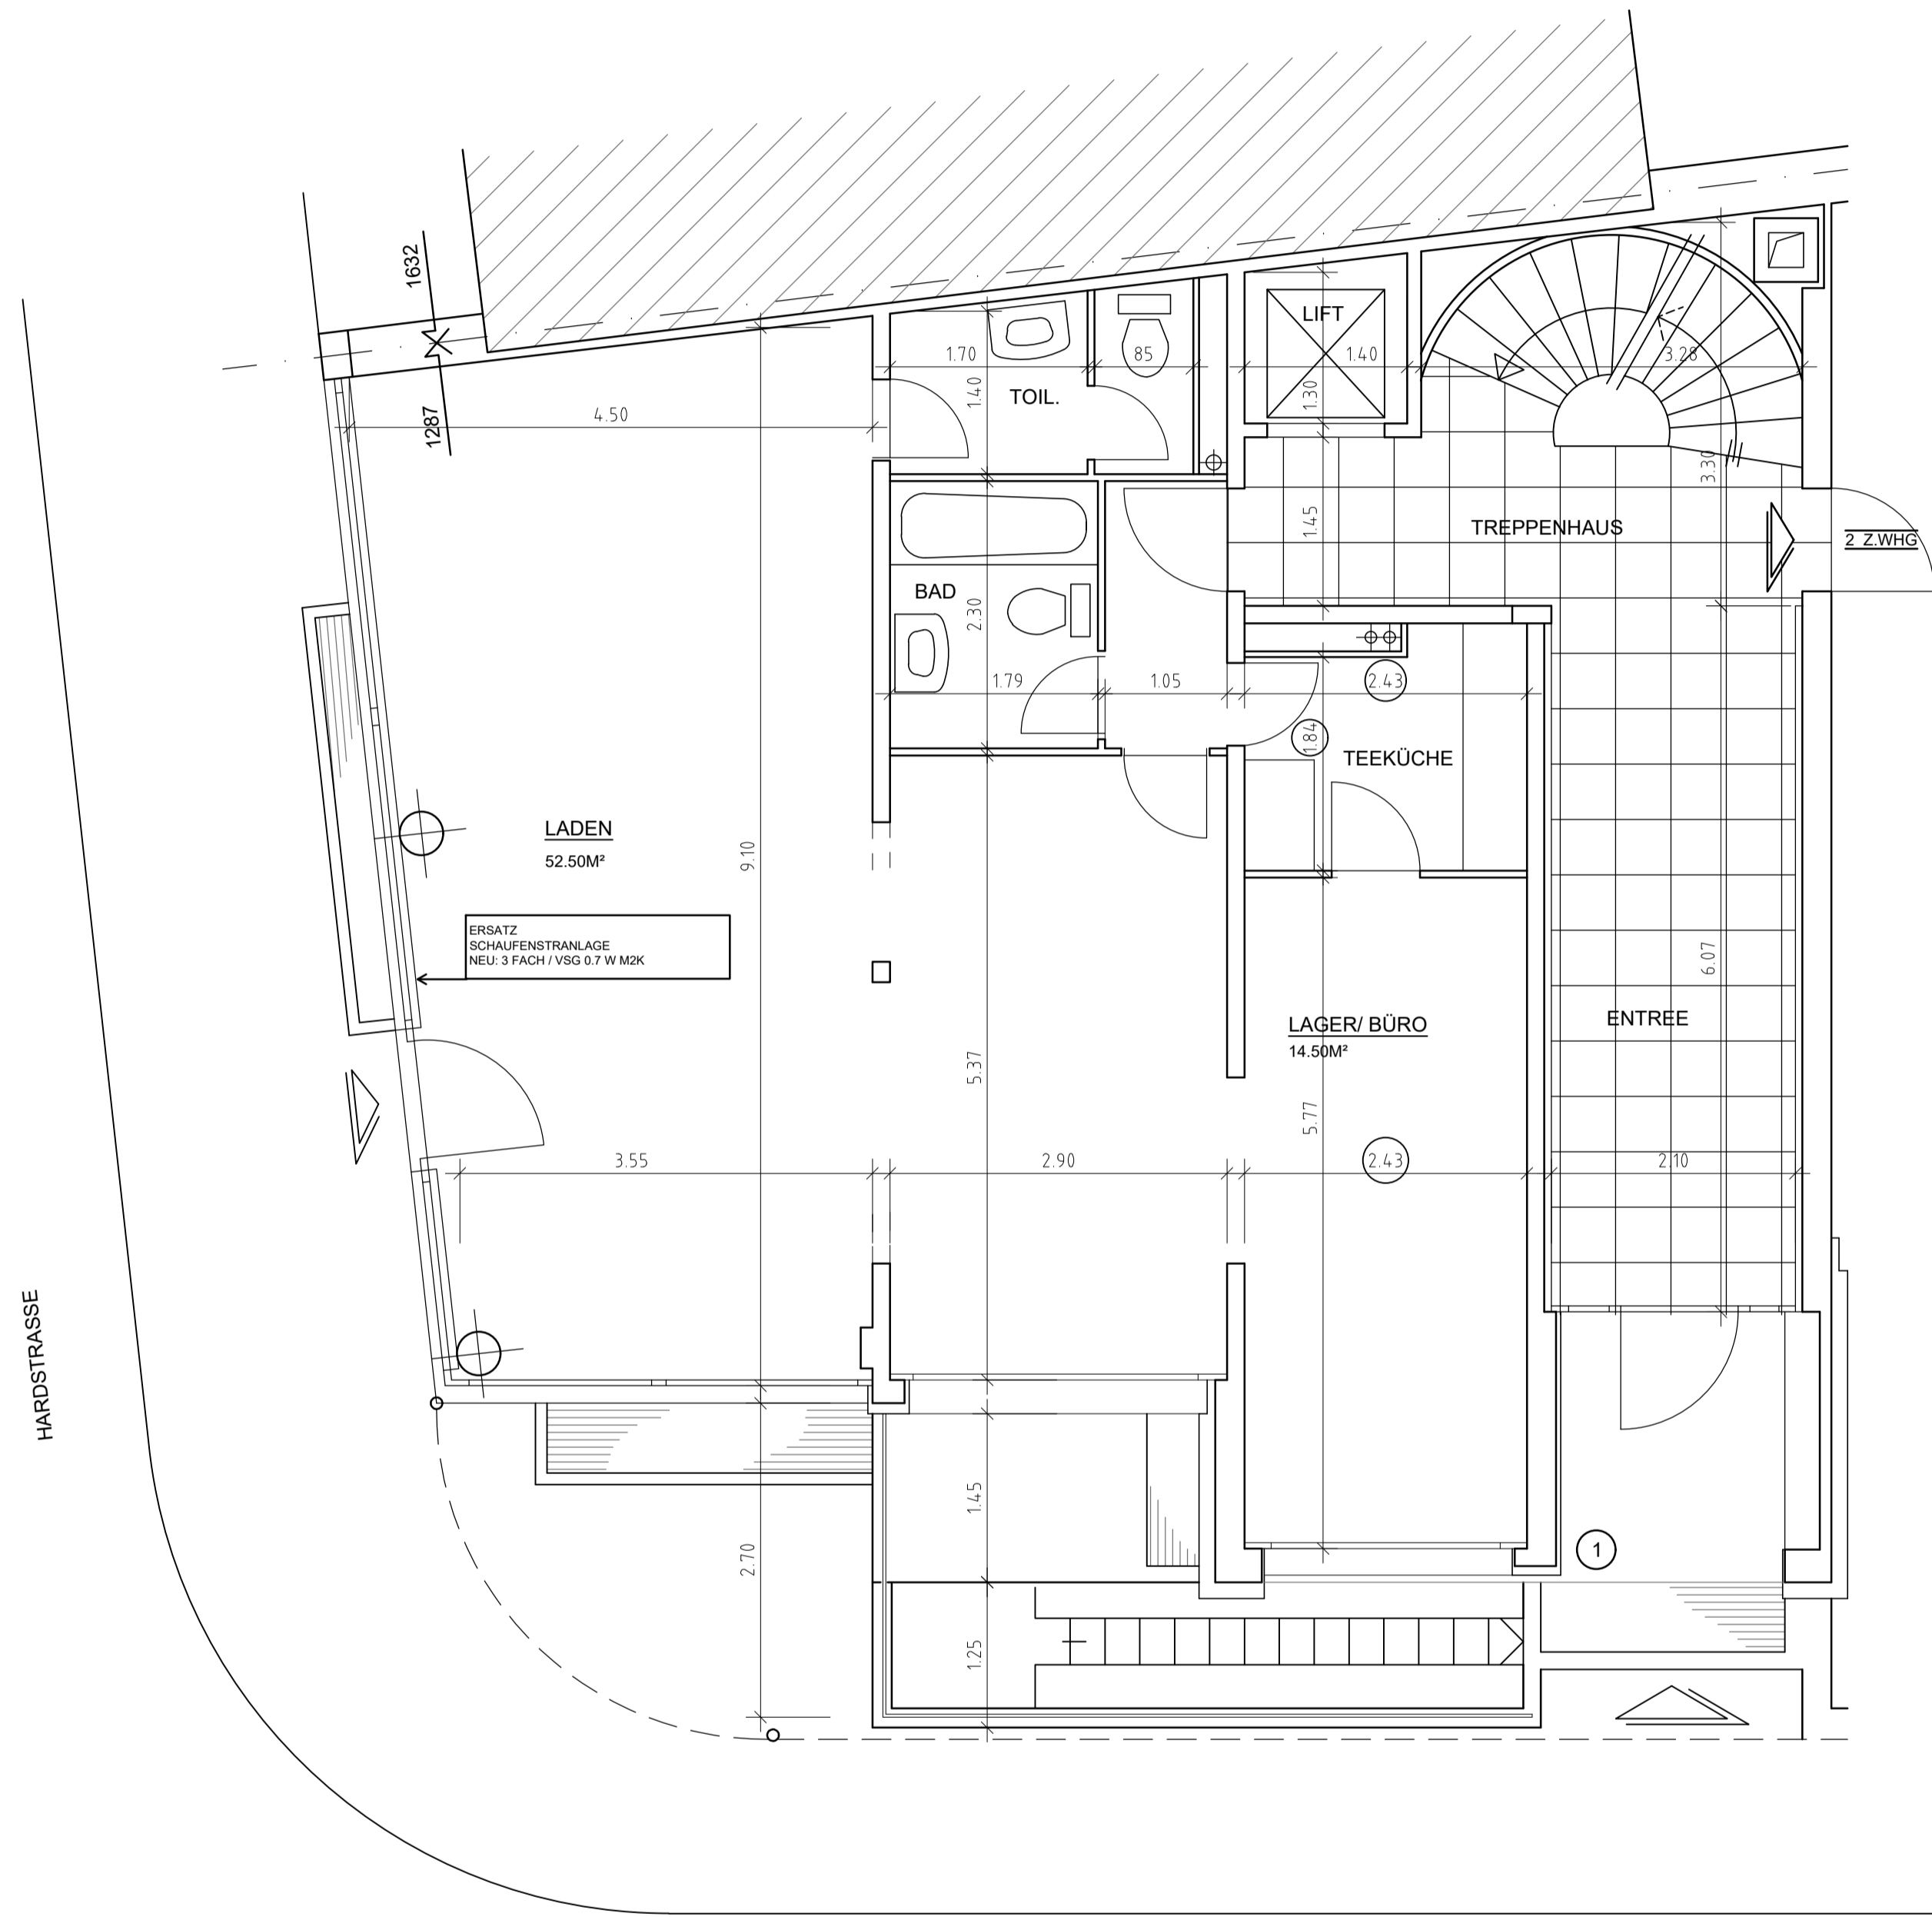 1632
1287
LIFT
1.70
85
1.40
3.28
1.40
1.30
TOIL.
4.50
3.30
1.45
TREPPENHAUS
2 Z.WHG
BAD
2.30
1.79
1.05
2.43
1.84
TEEKÜCHE
LADEN
52.50M²
9.10
ERSATZ
SCHAUFENSTRANLAGE
NEU: 3 FACH / VSG 0.7 W M2K
6.07
LAGER/ BÜRO
14.50M²
ENTREE
5.37
5.77
3.55
2.90
2.43
2.10
HARDSTRASSE
1.45
2.70
1
1.25